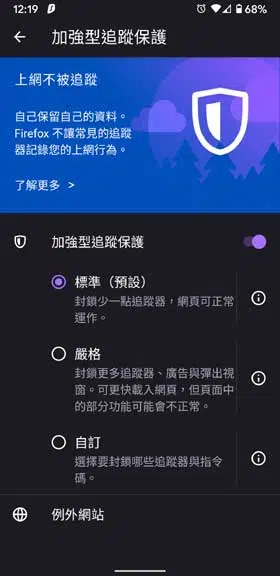 12:19 68%
加強型追蹤保護
上網不被追蹤
自己保留自己的資料。
Firefox 不讓常見的追蹤
器記錄您的上網行為。
了解更多 >
加強型追蹤保護
標準（預設）
封鎖少一點追蹤器，網頁可正常
運作。
嚴格
封鎖更多追蹤器、廣告與彈出視
窗。可更快載入網頁，但頁面中
的部分功能可能會不正常。
自訂
選擇要封鎖哪些追蹤器與指令
碼。
例外網站